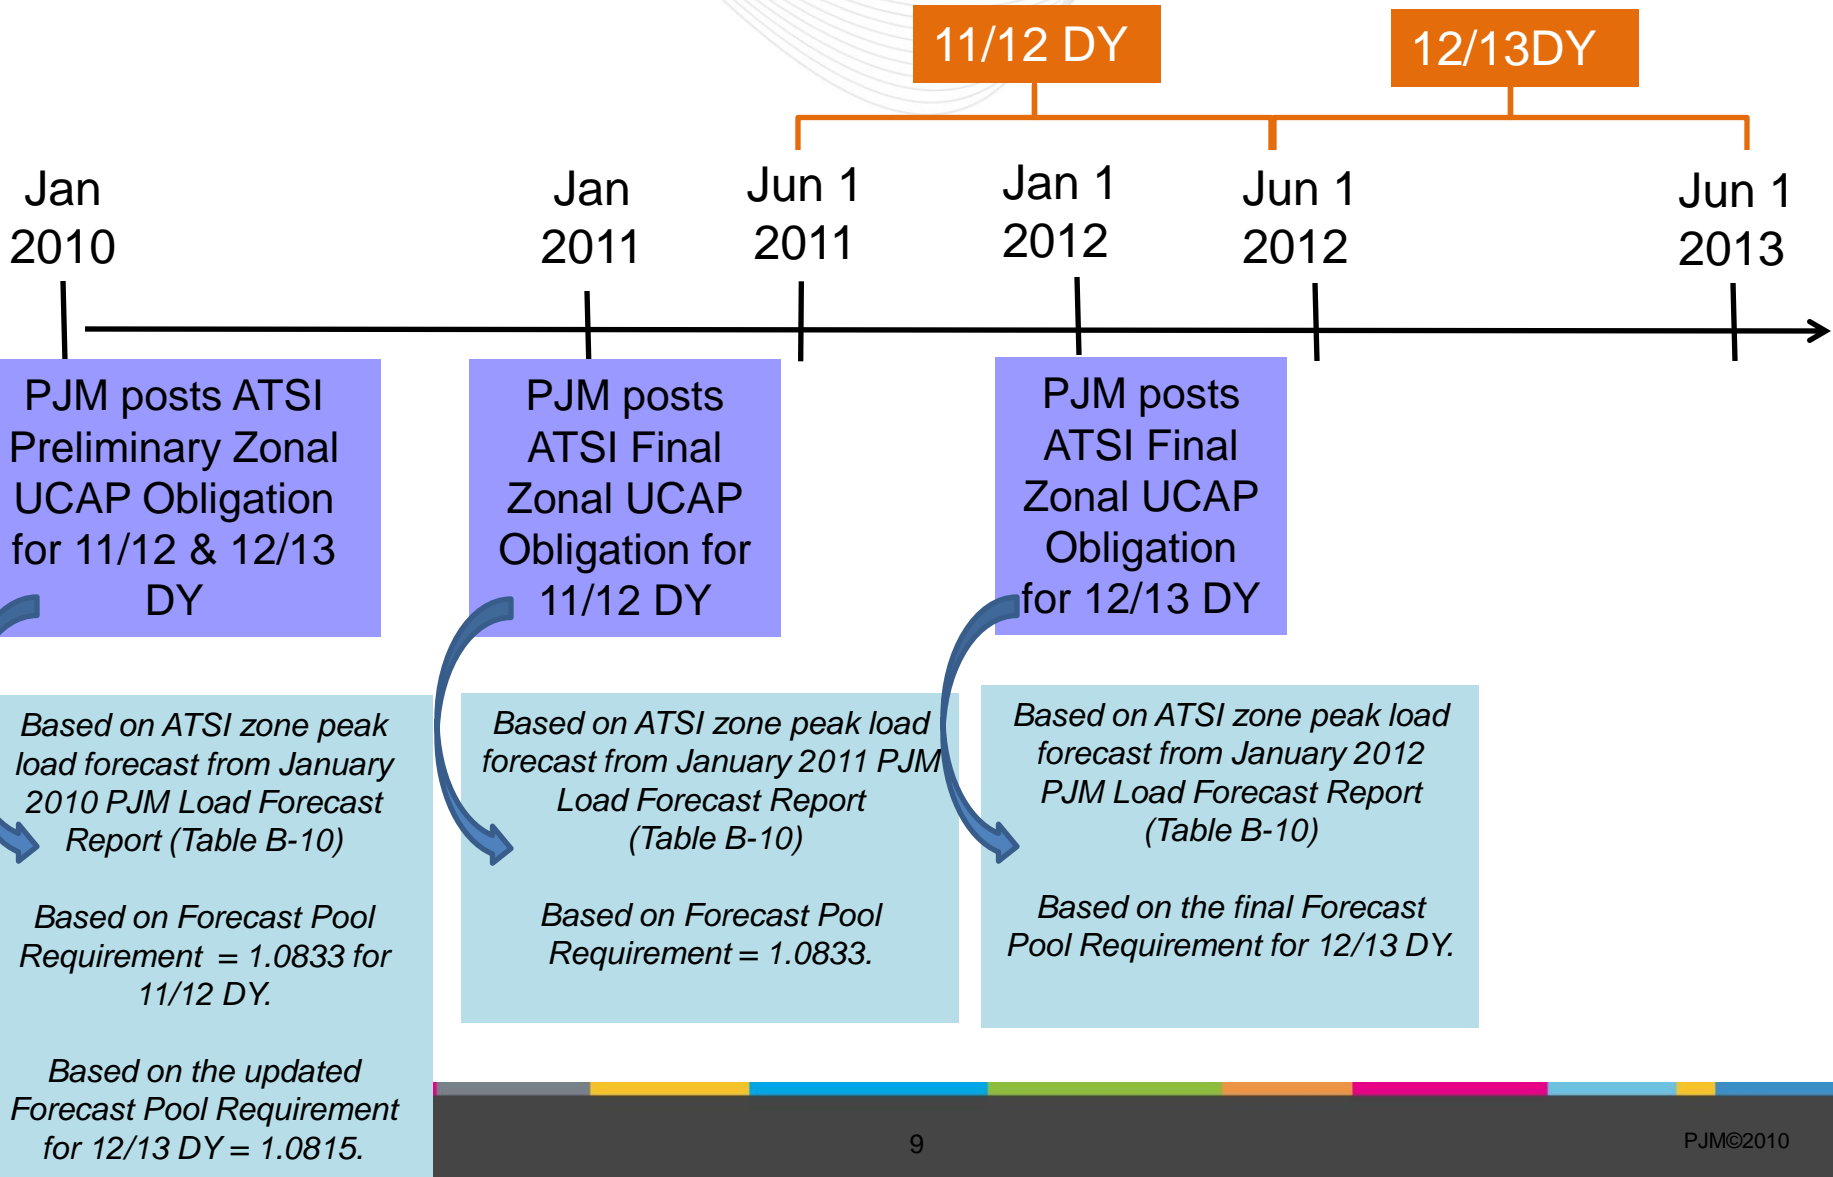 11/12 DY
12/13DY
Jan
2010
Jan
2011
Jun 1
2011
Jan 1
2012
Jun 1
2012
Jun 1
2013
PJM posts ATSI
Preliminary Zonal
UCAP Obligation
for 11/12 & 12/13
DY
PJM posts
ATSI Final
Zonal UCAP
Obligation for
11/12 DY
PJM posts
ATSI Final
Zonal UCAP
Obligation
for 12/13 DY
Based on ATSI zone peak
load forecast from January
2010 PJM Load Forecast
Report (Table B-10)
Based on Forecast Pool
Requirement = 1.0833 for
11/12 DY.
Based on the updated
Forecast Pool Requirement
for 12/13 DY = 1.0815.
Based on ATSI zone peak load
forecast from January 2011 PJM
Load Forecast Report
(Table B-10)
Based on Forecast Pool
Requirement = 1.0833.
Based on ATSI zone peak load
forecast from January 2012
PJM Load Forecast Report
(Table B-10)
Based on the final Forecast
Pool Requirement for 12/13 DY.
9
PJM©2010